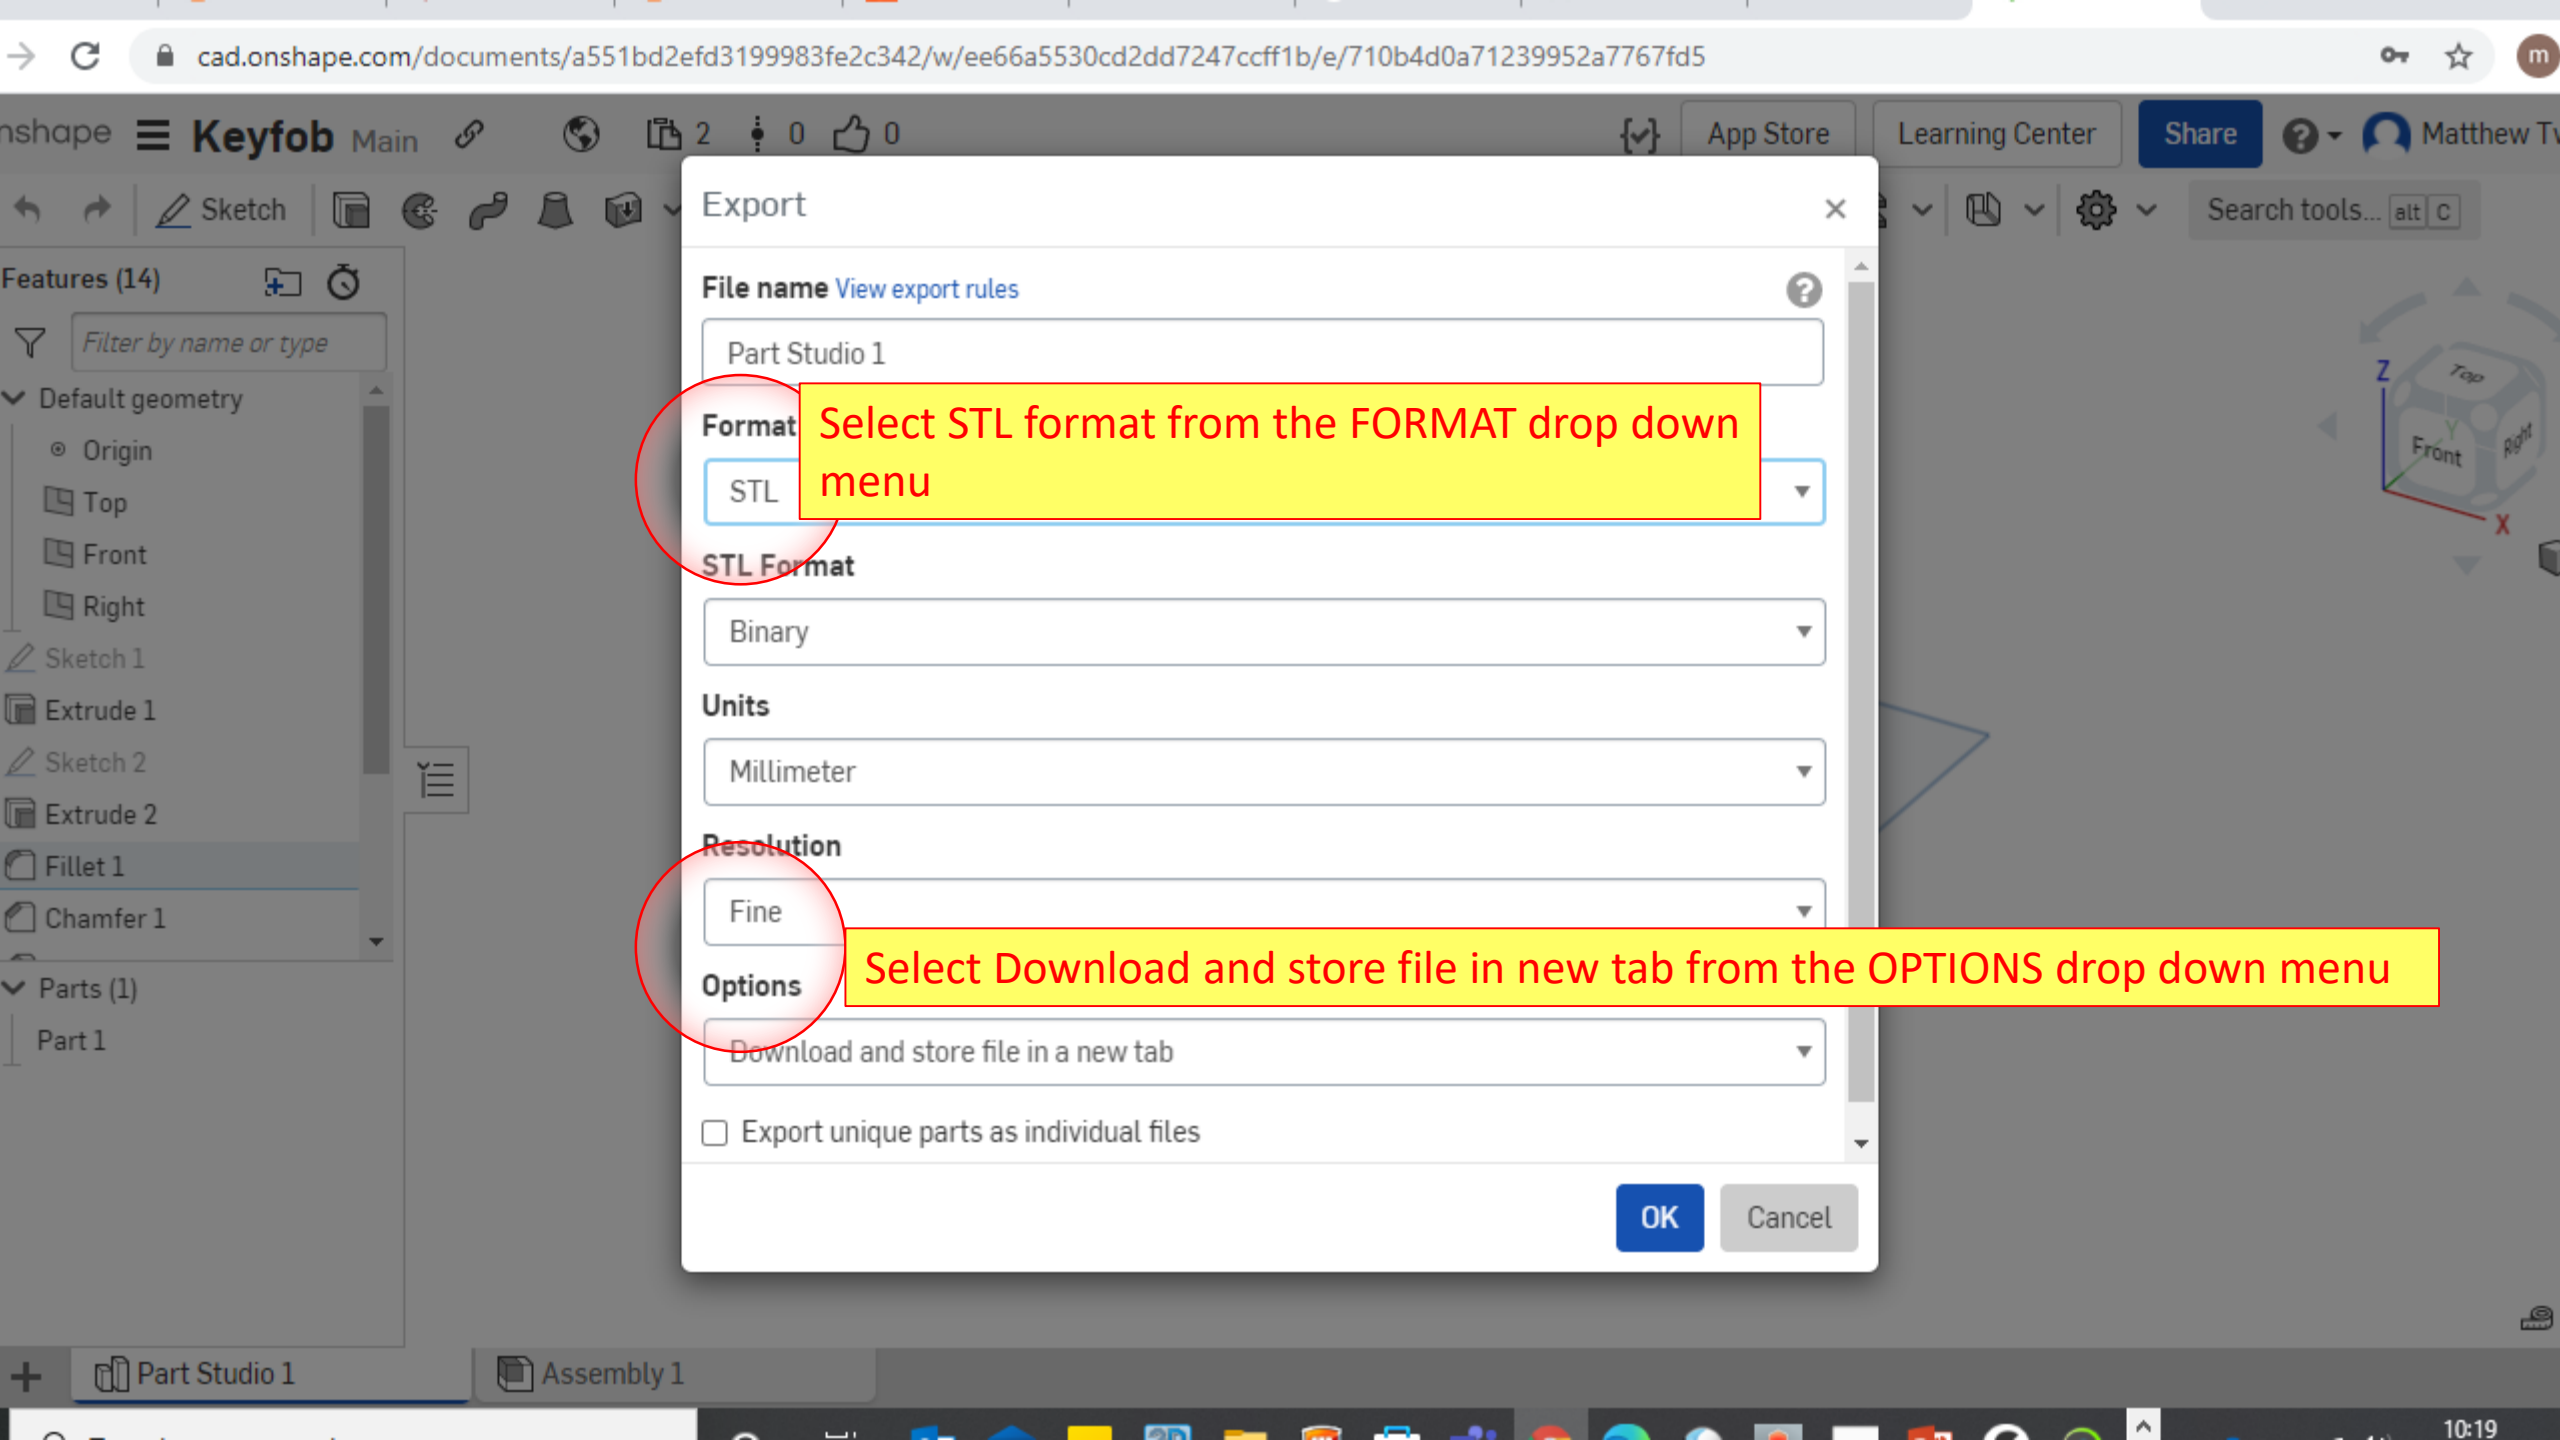 cad.onshape.com/documents/a551bd2efd3199983fe2c342/w/ee66a5530cd2dd7247ccff1b/e/710b4d0a71239952a7767fd5
m
nshape Keyfob Main 2 0 0 App Store Learning Center Share Matthew
Sketch Search tools... alt C
Export
Features (14)
Filter by name or type
Default geometry
Origin
Top
Front
Right
Sketch 1
Extrude 1
Sketch 2
Extrude 2
Fillet 1
Chamfer 1
Parts (1)
Part 1
File name View export rules
Part Studio 1
Format
Select STL format from the FORMAT drop down
menu
STL
STL Format
Binary
Units
Millimeter
Resolution
Fine
Select Download and store file in new tab from the OPTIONS drop down menu
Options
Download and store file in a new tab
Export unique parts as individual files
OK Cancel
Z
Top
Front
Y
Right
X
Part Studio 1 Assembly 1
10:19